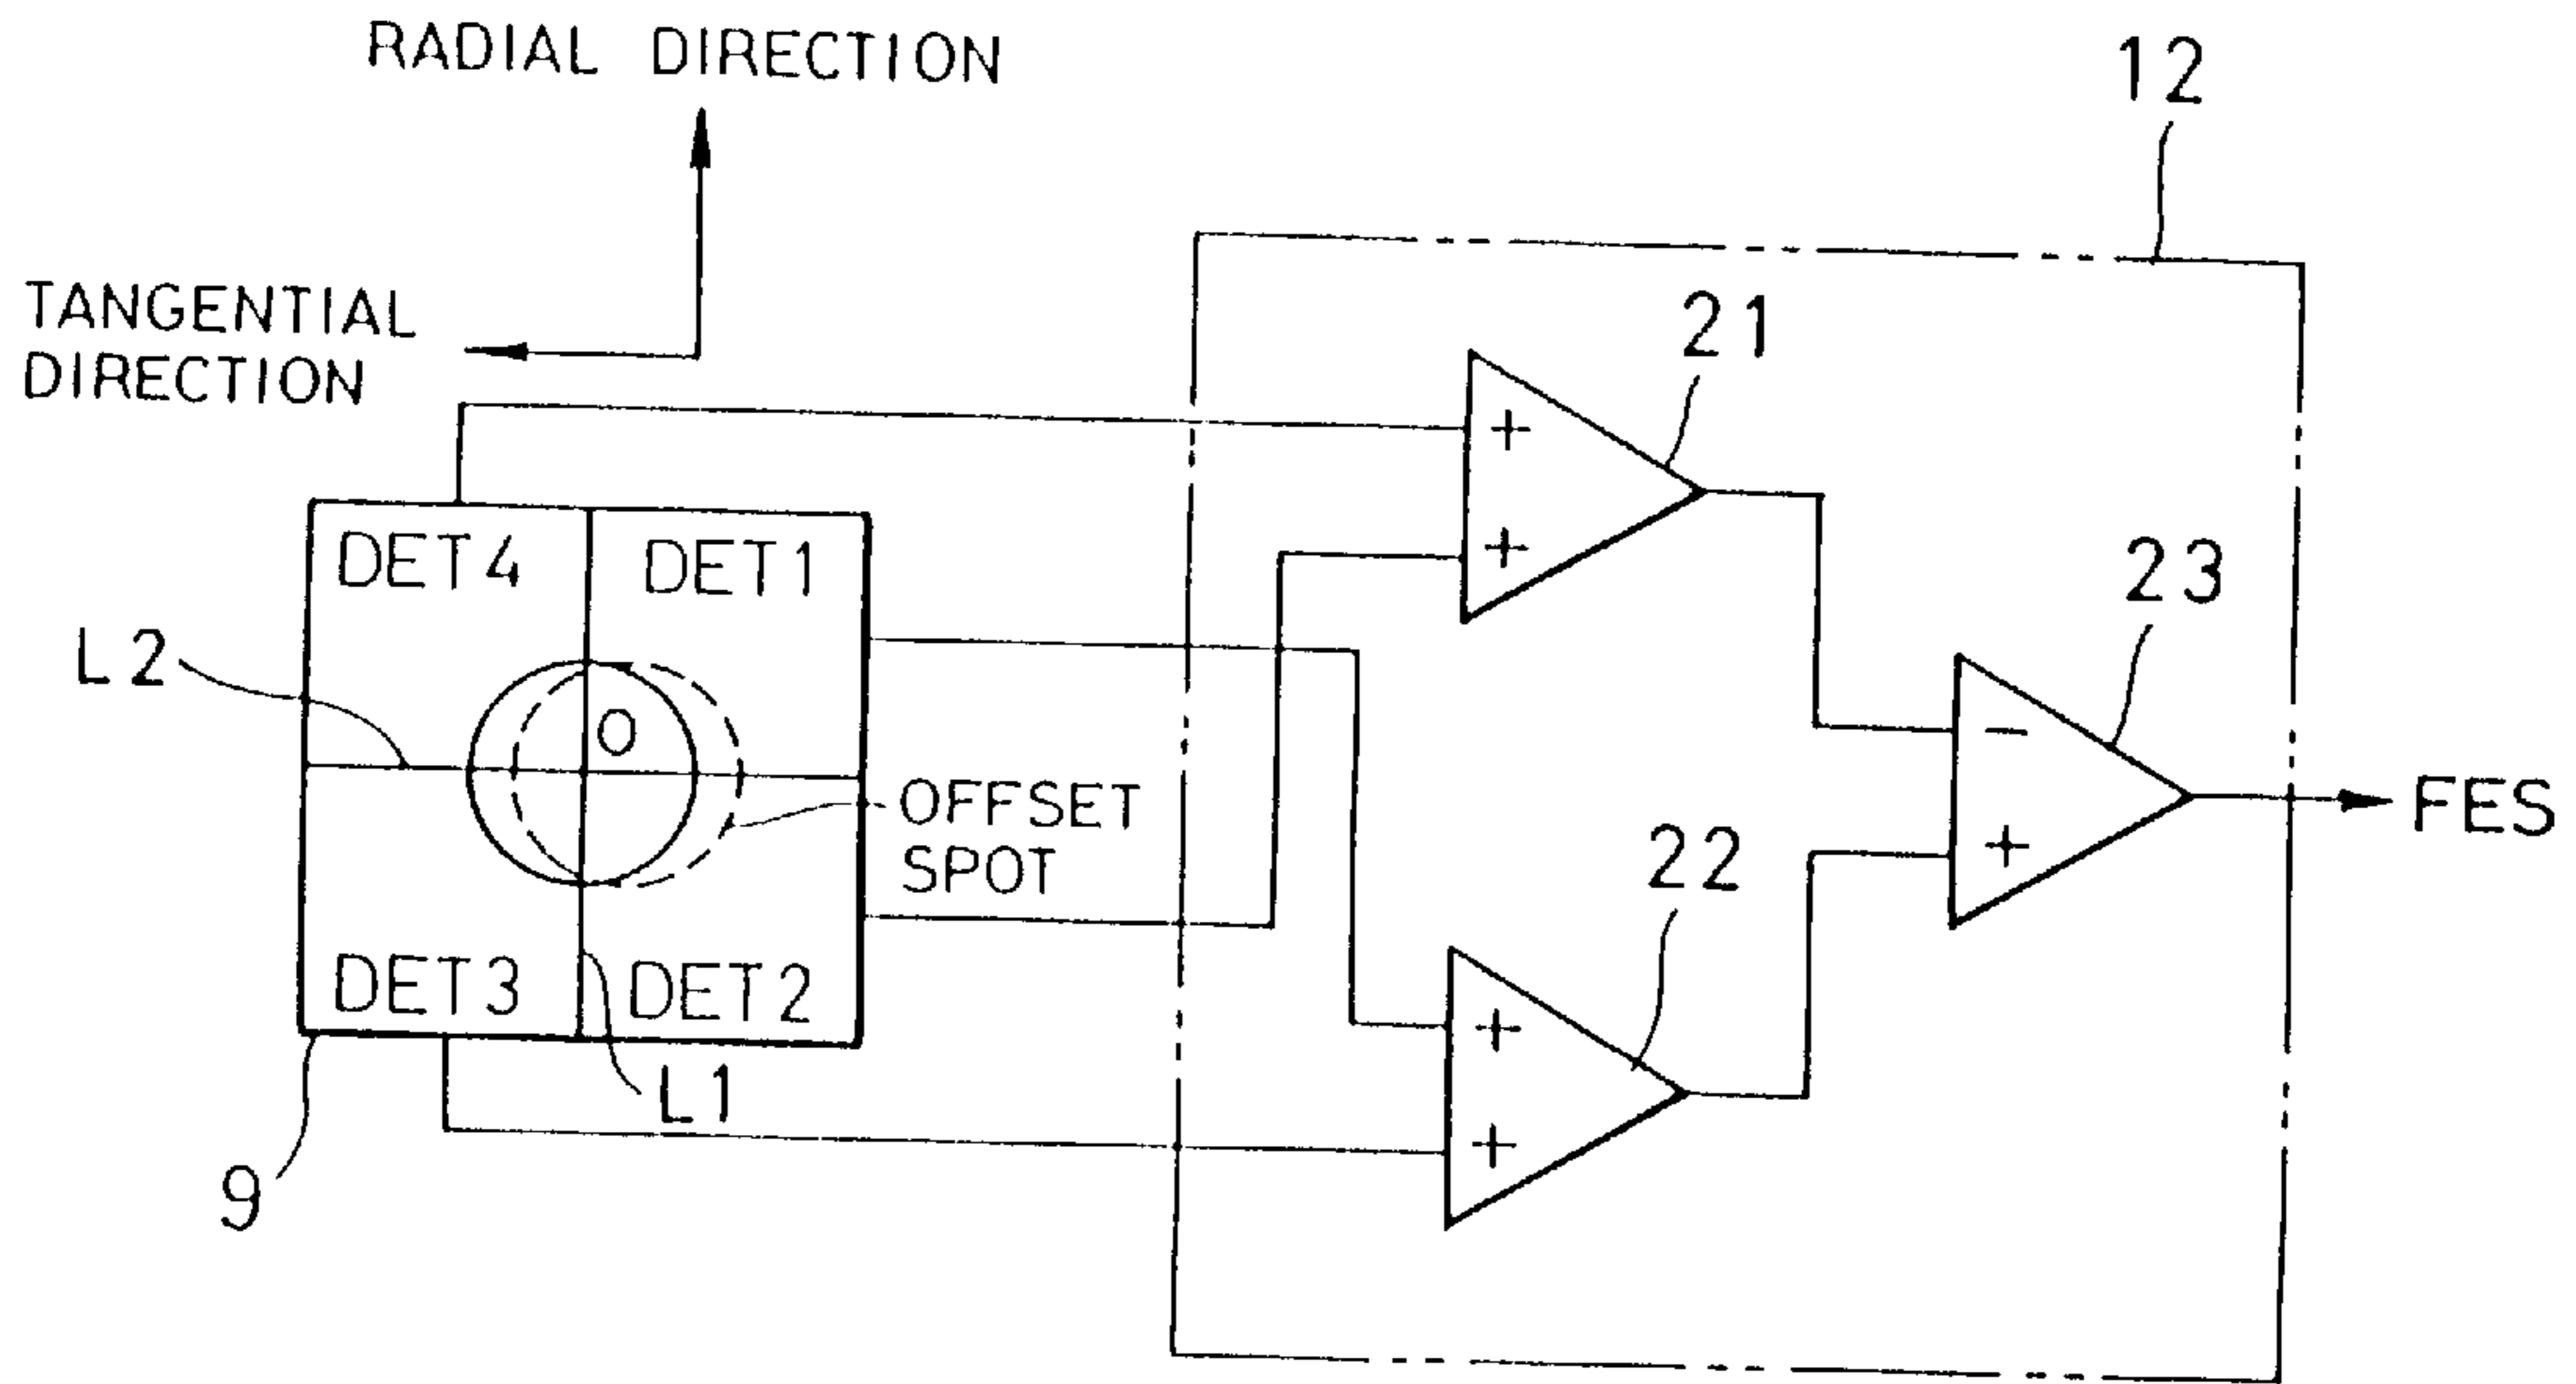 RADIAL DIRECTION
12
TANGENTIAL
DIRECTION
21
+
+
DET4
DET1
23
L2
O
−
+
FES
OFFSET
SPOT
22
DET3
DET2
+
+
L1
9